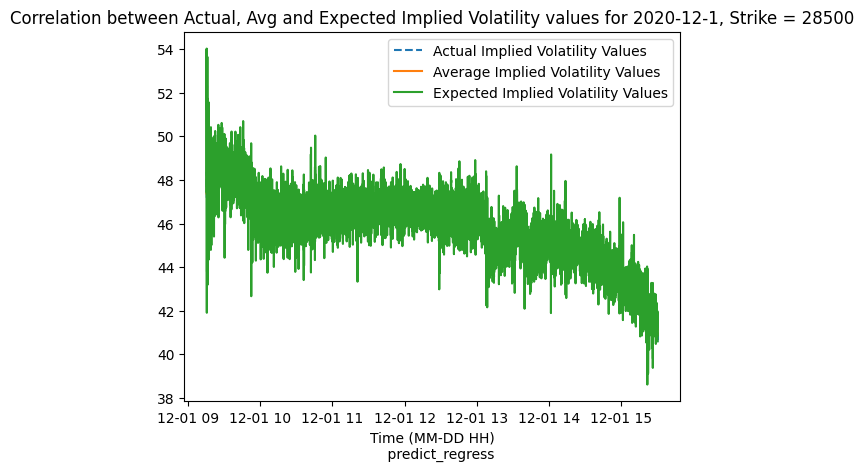 Correlation between Actual, Avg and Expected Implied Volatility values for 2020-12-1, Strike = 28500
Actual Implied Volatility Values
Average Implied Volatility Values
Expected Implied Volatility Values
54
52
50
48
46
44
42
40
38
12-01 09 12-01 10 12-01 11 12-01 12 12-01 13 12-01 14 12-01 15
Time (MM-DD HH)
predict_regress